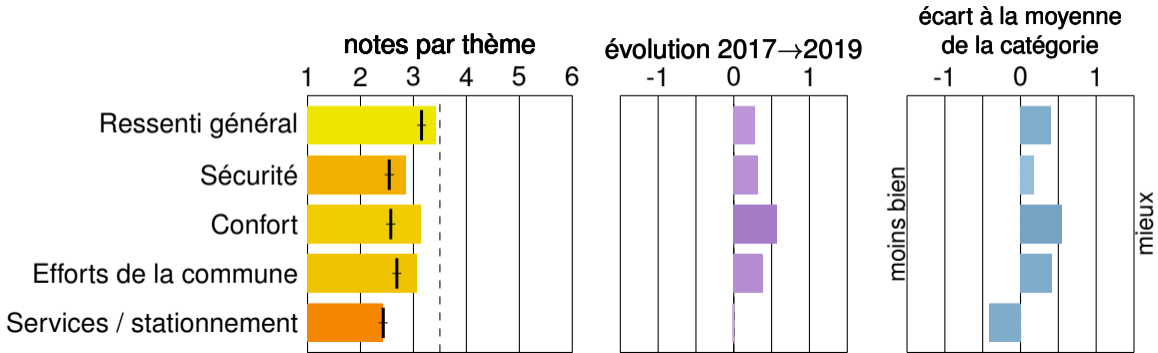 notes par thème
1 2 3 4 5 6
Ressenti général
Sécurité
Confort
Efforts de la commune
Services / stationnement
évolution 2017→2019
-1 0 1
écart à la moyenne
de la catégorie
-1 0 1
moins bien
mieux